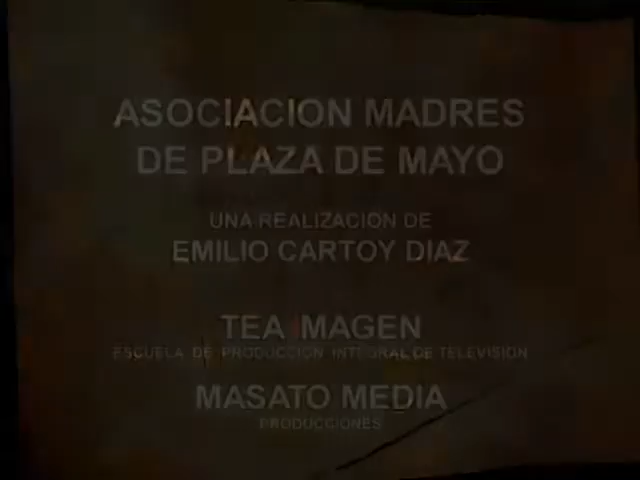 ASOCIACION MADRES
DE PLAZA DE MAYO
UNA REALIZACION DE
EMILIO CARTOY DIAZ
TEA IMAGEN
ESCUELA DE PRODUCCION INTEGRAL DE TELEVISION
MASATO MEDIA
PRODUCCIONES